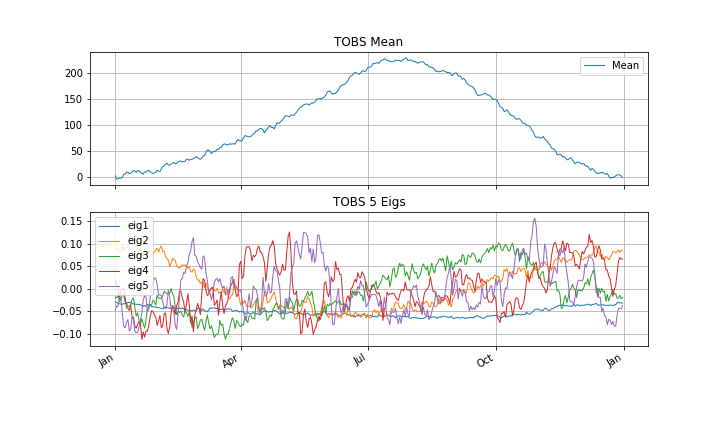 TOBS Mean
Mean
200
150
100
50
0
TOBS 5 Eigs
eig1
eig2
eig3
eig4
eig5
0.15
0.10
0.05
0.00
−0.05
−0.10
Jan
Apr
Jul
Oct
Jan